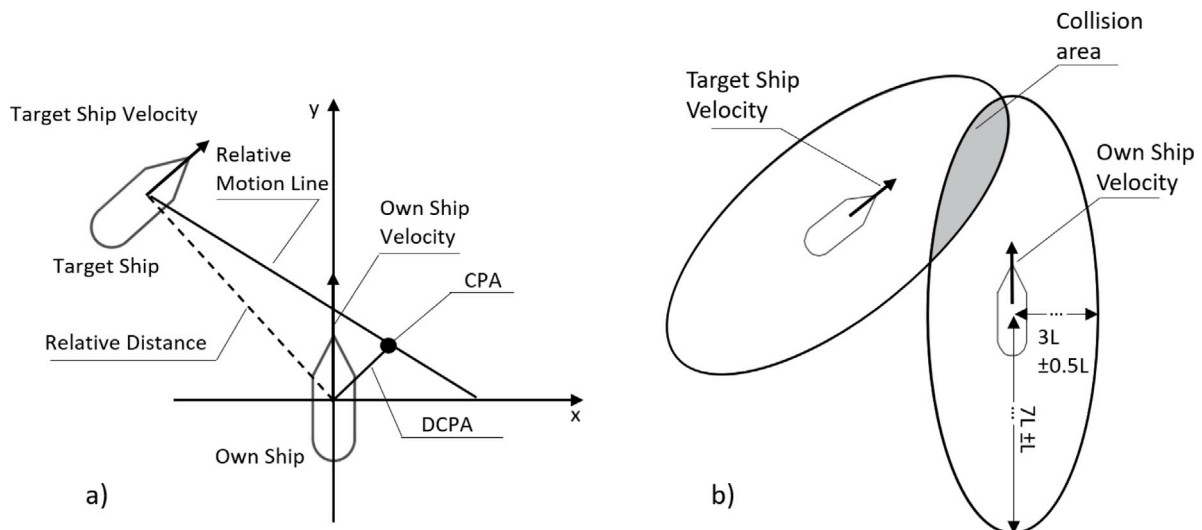 Target Ship Velocity
y
Relative
Motion Line
Own Ship
Velocity
CPA
Target Ship
Relative Distance
x
DCPA
Own Ship
a)
Collision
area
Target Ship
Velocity
Own Ship
Velocity
...
3L
±0.5L
...
7L ±L
b)